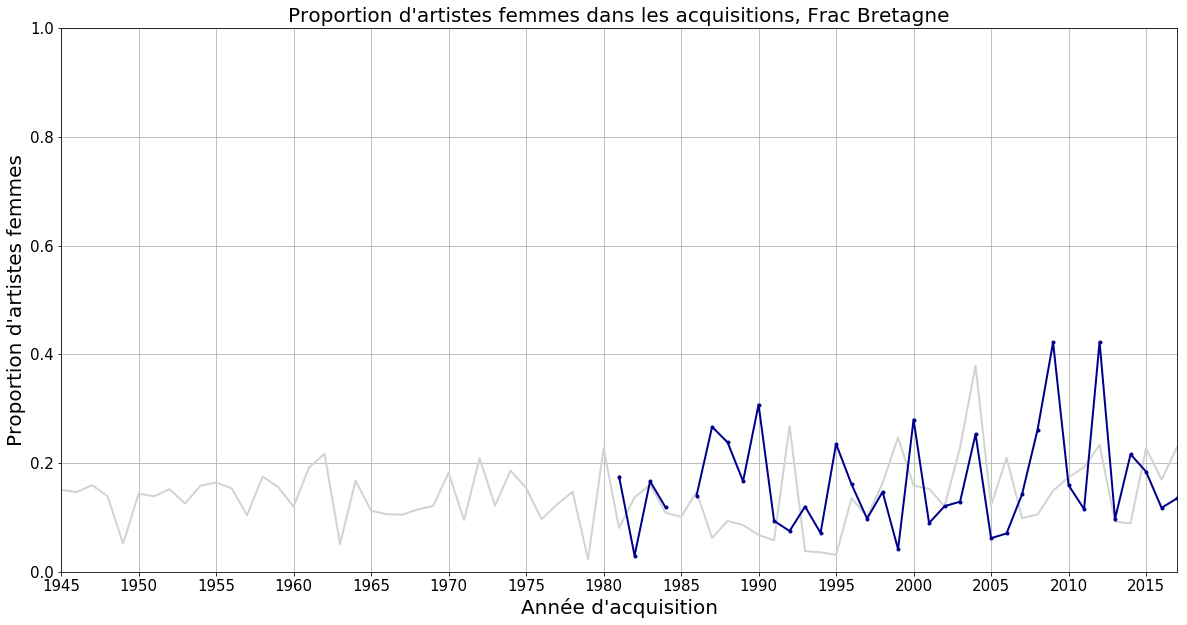 Proportion d'artistes femmes dans les acquisitions, Frac Bretagne
Proportion d'artistes femmes
1.0
0.8
0.6
0.4
0.2
0.0
1945 1950 1955 1960 1965 1970 1975 1980 1985 1990 1995 2000 2005 2010 2015
Année d'acquisition